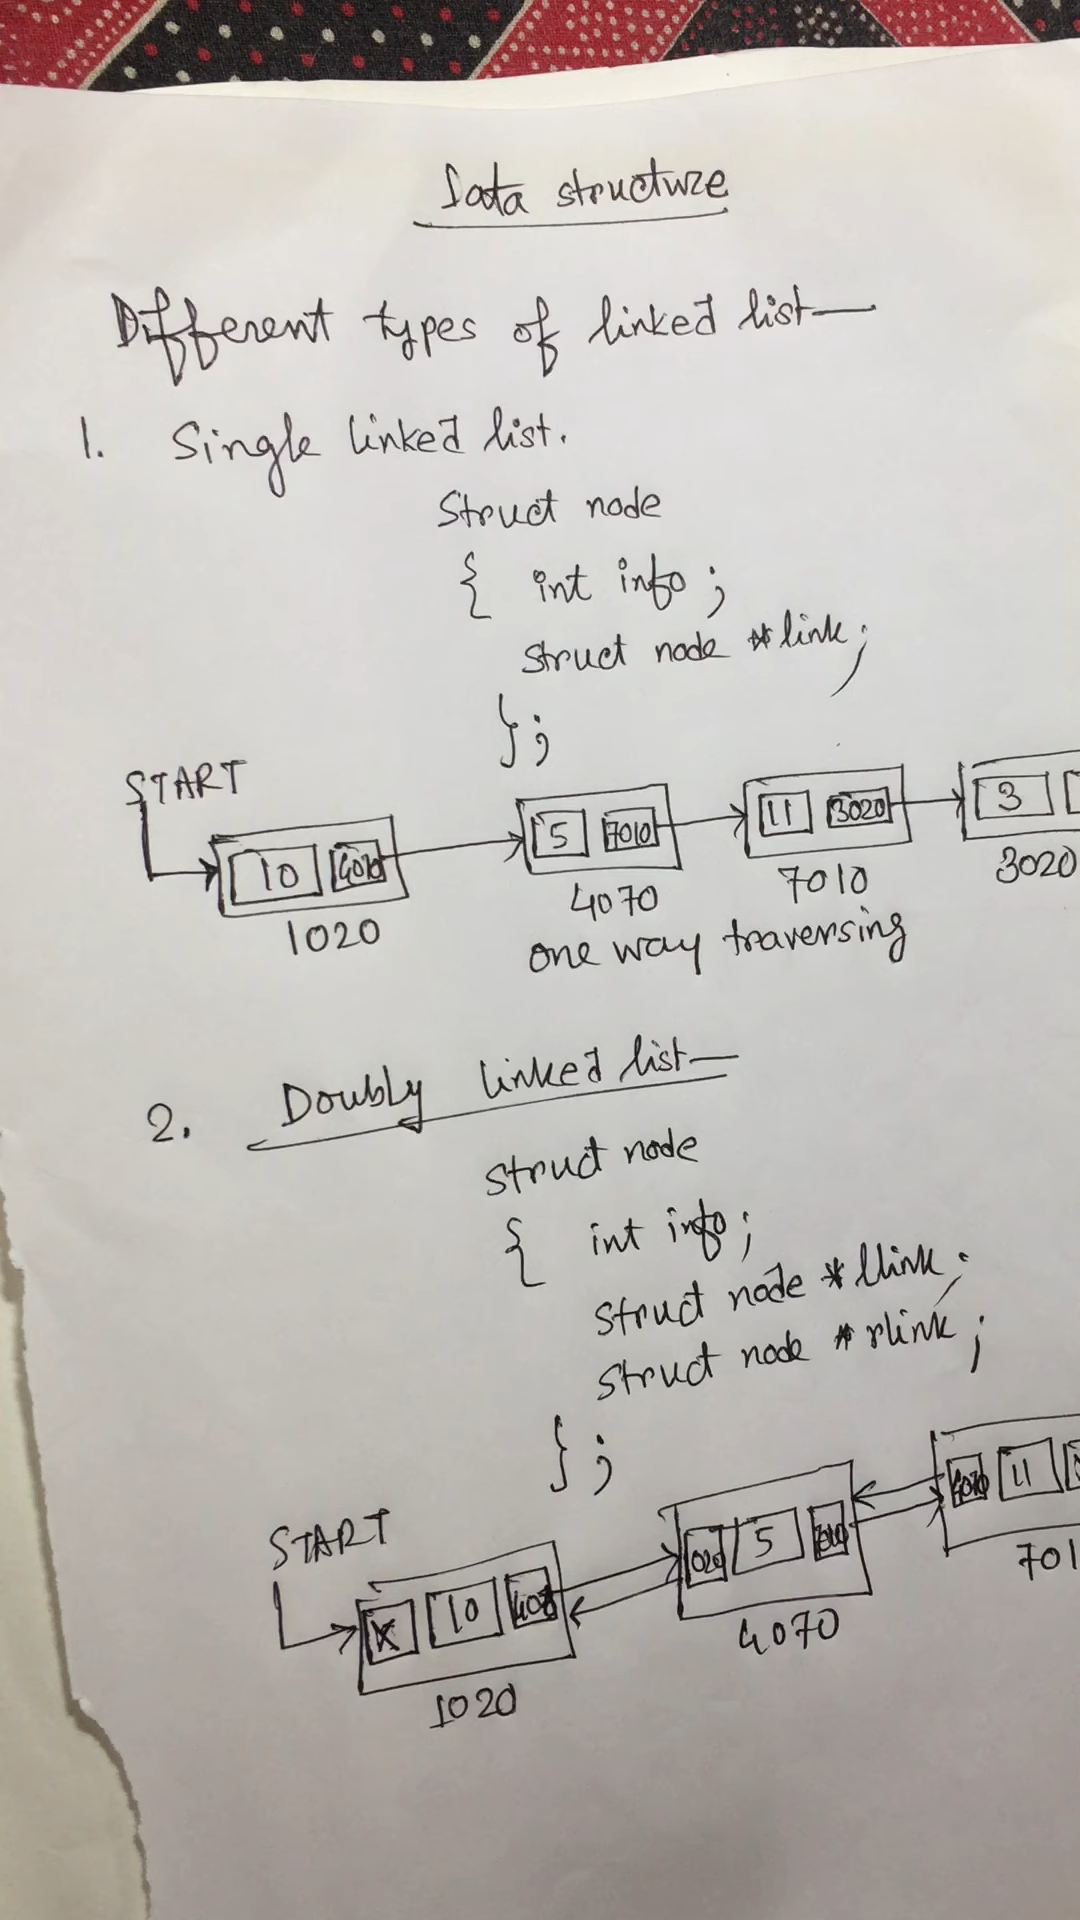 Data structure
Different types of linked list—
1. Single linked list.
Struct node
{ int info;
struct node *link;
};
START
10 4070 5 7010 11 3020 3
1020 4070 7010 3020
one way traversing
2. Doubly linked list—
struct node
{ int info;
struct node *llink;
struct node *rlink;
};
START
X 10 5 4070 11
1020 4070 701